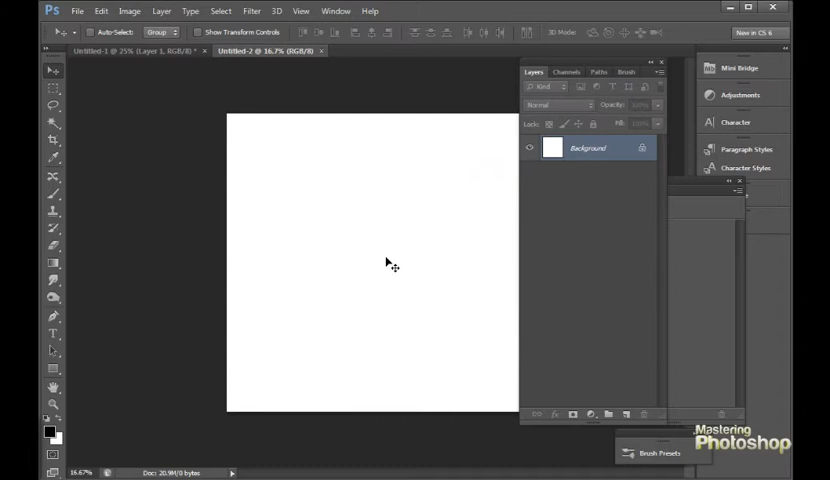 Ps File Edit Image Layer Type Select Filter 3D View Window Help
Auto-Select: Group Show Transform Controls 3D Mode: New in CS 6
Untitled-1 @ 25% (Layer 1, RGB/8) * × Untitled-2 @ 16.7% (RGB/8) ×
Layers Channels Paths Brush
Kind
Normal Opacity: 100%
Lock: Fill: 100%
Background
Mini Bridge
Adjustments
Character
Paragraph Styles
Character Styles
Brush Presets
Mastering
Photoshop
16.67% Doc: 20.9M/0 bytes